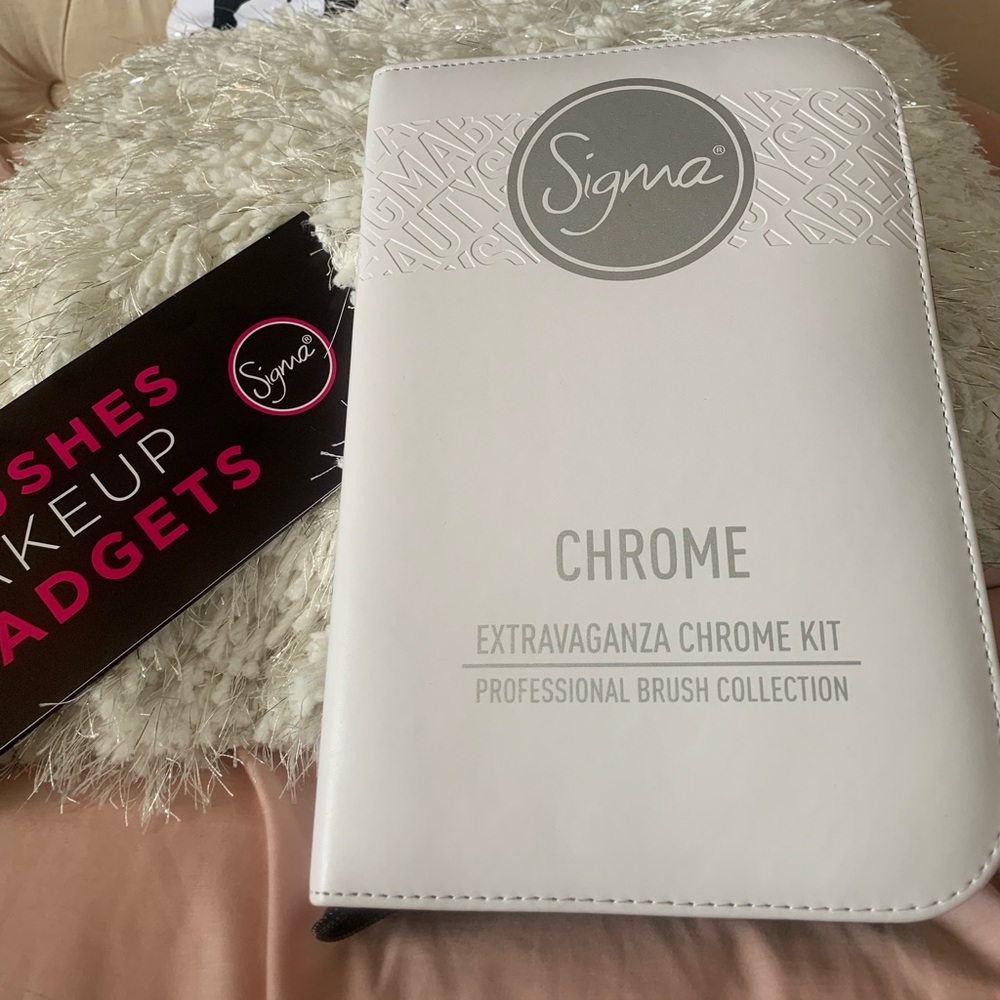 Sigma®
CHROME
EXTRAVAGANZA CHROME KIT
PROFESSIONAL BRUSH COLLECTION
Sigma®
USHES
AKEUP
ADGETS